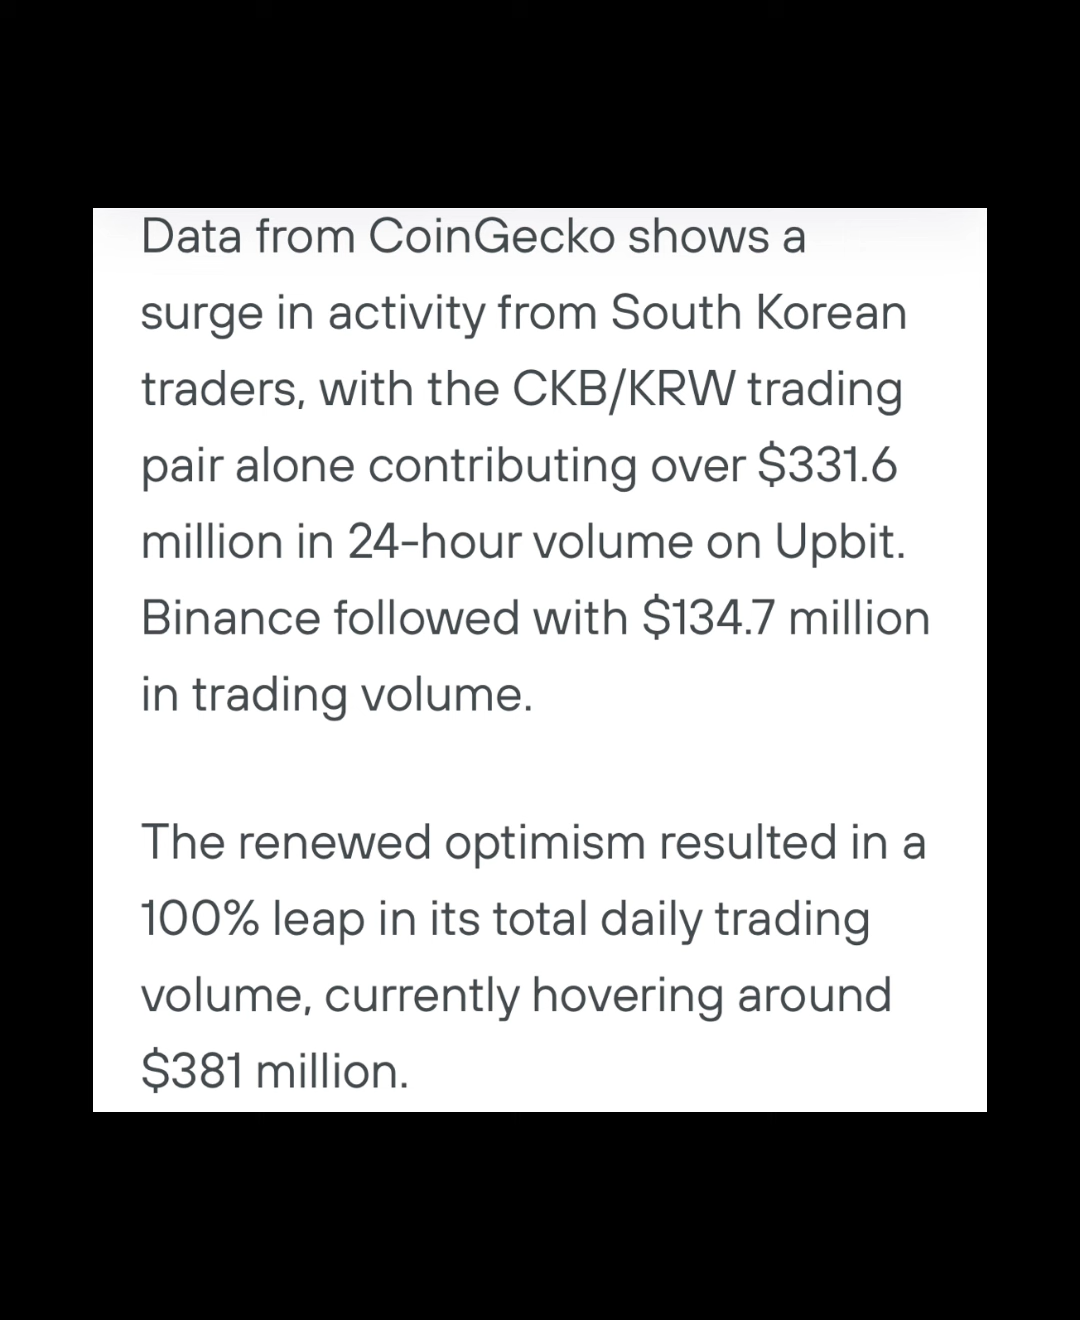 Data from CoinGecko shows a
surge in activity from South Korean
traders, with the CKB/KRW trading
pair alone contributing over $331.6
million in 24-hour volume on Upbit.
Binance followed with $134.7 million
in trading volume.
The renewed optimism resulted in a
100% leap in its total daily trading
volume, currently hovering around
$381 million.